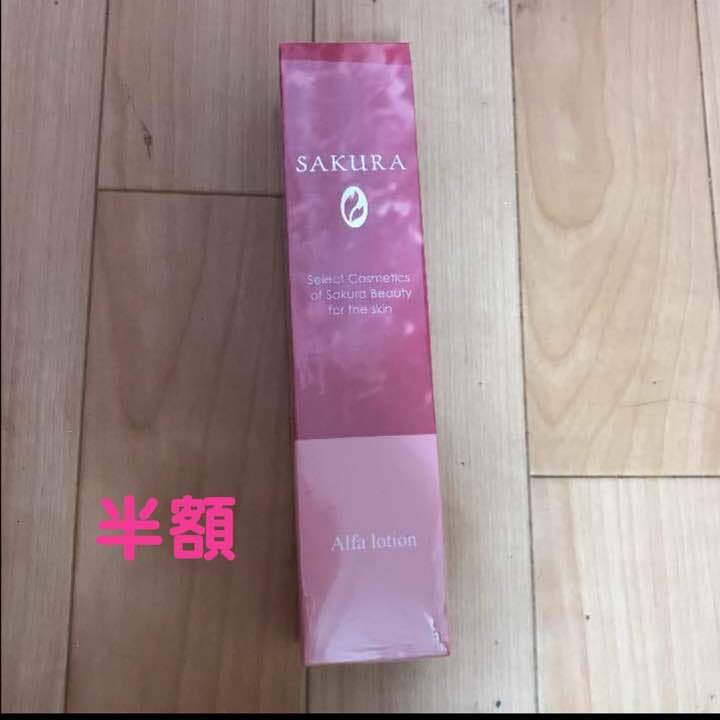 SAKURA
Select Cosmetics
of Sakura Beauty
for the skin
半額
Alfa lotion